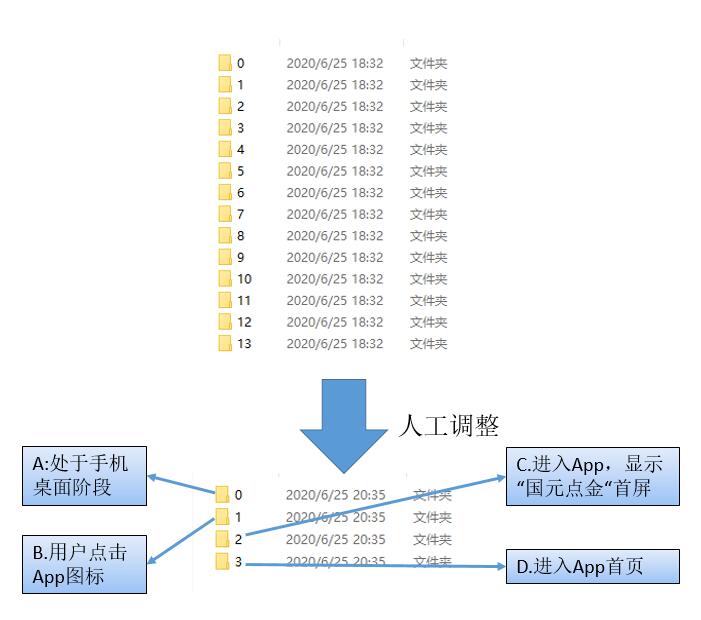 0 2020/6/25 18:32 文件夹
1 2020/6/25 18:32 文件夹
2 2020/6/25 18:32 文件夹
3 2020/6/25 18:32 文件夹
4 2020/6/25 18:32 文件夹
5 2020/6/25 18:32 文件夹
6 2020/6/25 18:32 文件夹
7 2020/6/25 18:32 文件夹
8 2020/6/25 18:32 文件夹
9 2020/6/25 18:32 文件夹
10 2020/6/25 18:32 文件夹
11 2020/6/25 18:32 文件夹
12 2020/6/25 18:32 文件夹
13 2020/6/25 18:32 文件夹
人工调整
A:处于手机
桌面阶段
B.用户点击
App图标
0 2020/6/25 20:35 文件夹
1 2020/6/25 20:35 文件夹
2 2020/6/25 20:35 文件夹
3 2020/6/25 20:35 文件夹
C.进入App，显示
“国元点金“首屏
D.进入App首页